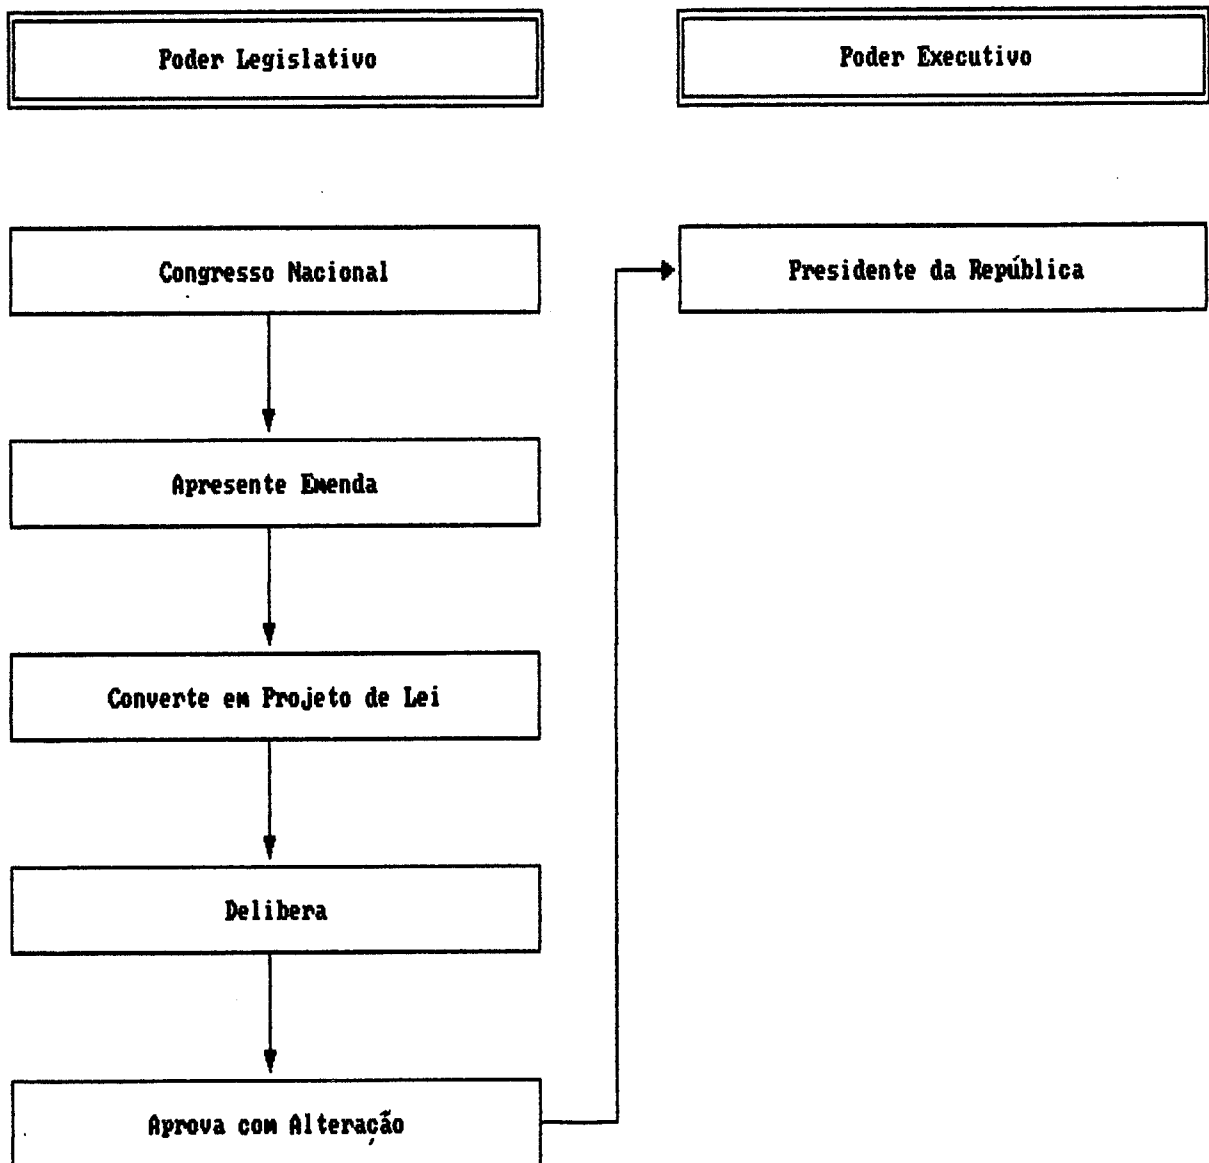 Poder Legislativo
Poder Executivo
Congresso Nacional
Presidente da República
Apresente Emenda
Converte em Projeto de Lei
Delibera
Aprova com Alteração